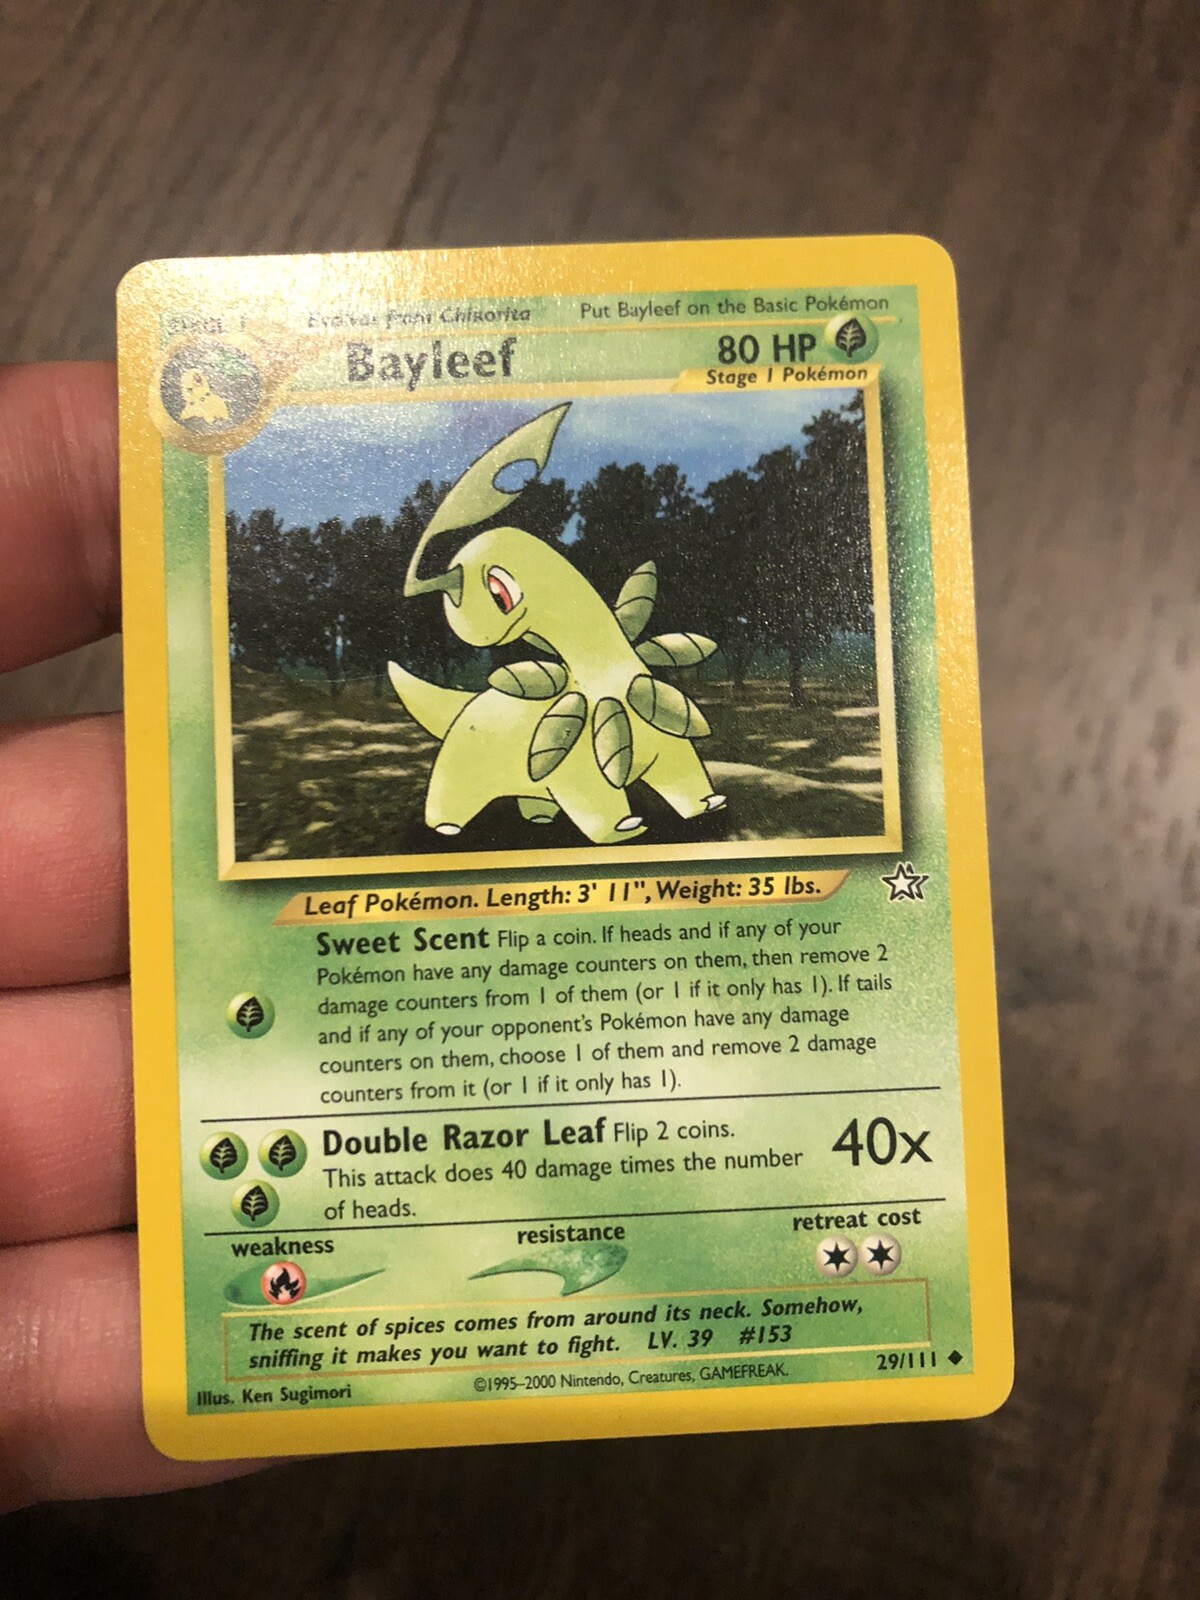 STAGE 1 Evolves from Chikorita Put Bayleef on the Basic Pokémon
Bayleef 80 HP
Stage 1 Pokémon
Leaf Pokémon. Length: 3' 11", Weight: 35 lbs.
Sweet Scent Flip a coin. If heads and if any of your
Pokémon have any damage counters on them, then remove 2
damage counters from 1 of them (or 1 if it only has 1). If tails
and if any of your opponent's Pokémon have any damage
counters on them, choose 1 of them and remove 2 damage
counters from it (or 1 if it only has 1).
Double Razor Leaf Flip 2 coins. 40x
This attack does 40 damage times the number
of heads.
weakness resistance retreat cost
The scent of spices comes from around its neck. Somehow,
sniffing it makes you want to fight. LV. 39 #153
Illus. Ken Sugimori ©1995–2000 Nintendo, Creatures, GAMEFREAK. 29/111